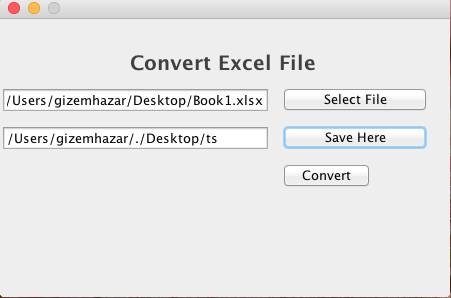 Convert Excel File
/Users/gizemhazar/Desktop/Book1.xlsx
Select File
/Users/gizemhazar/./Desktop/ts
Save Here
Convert